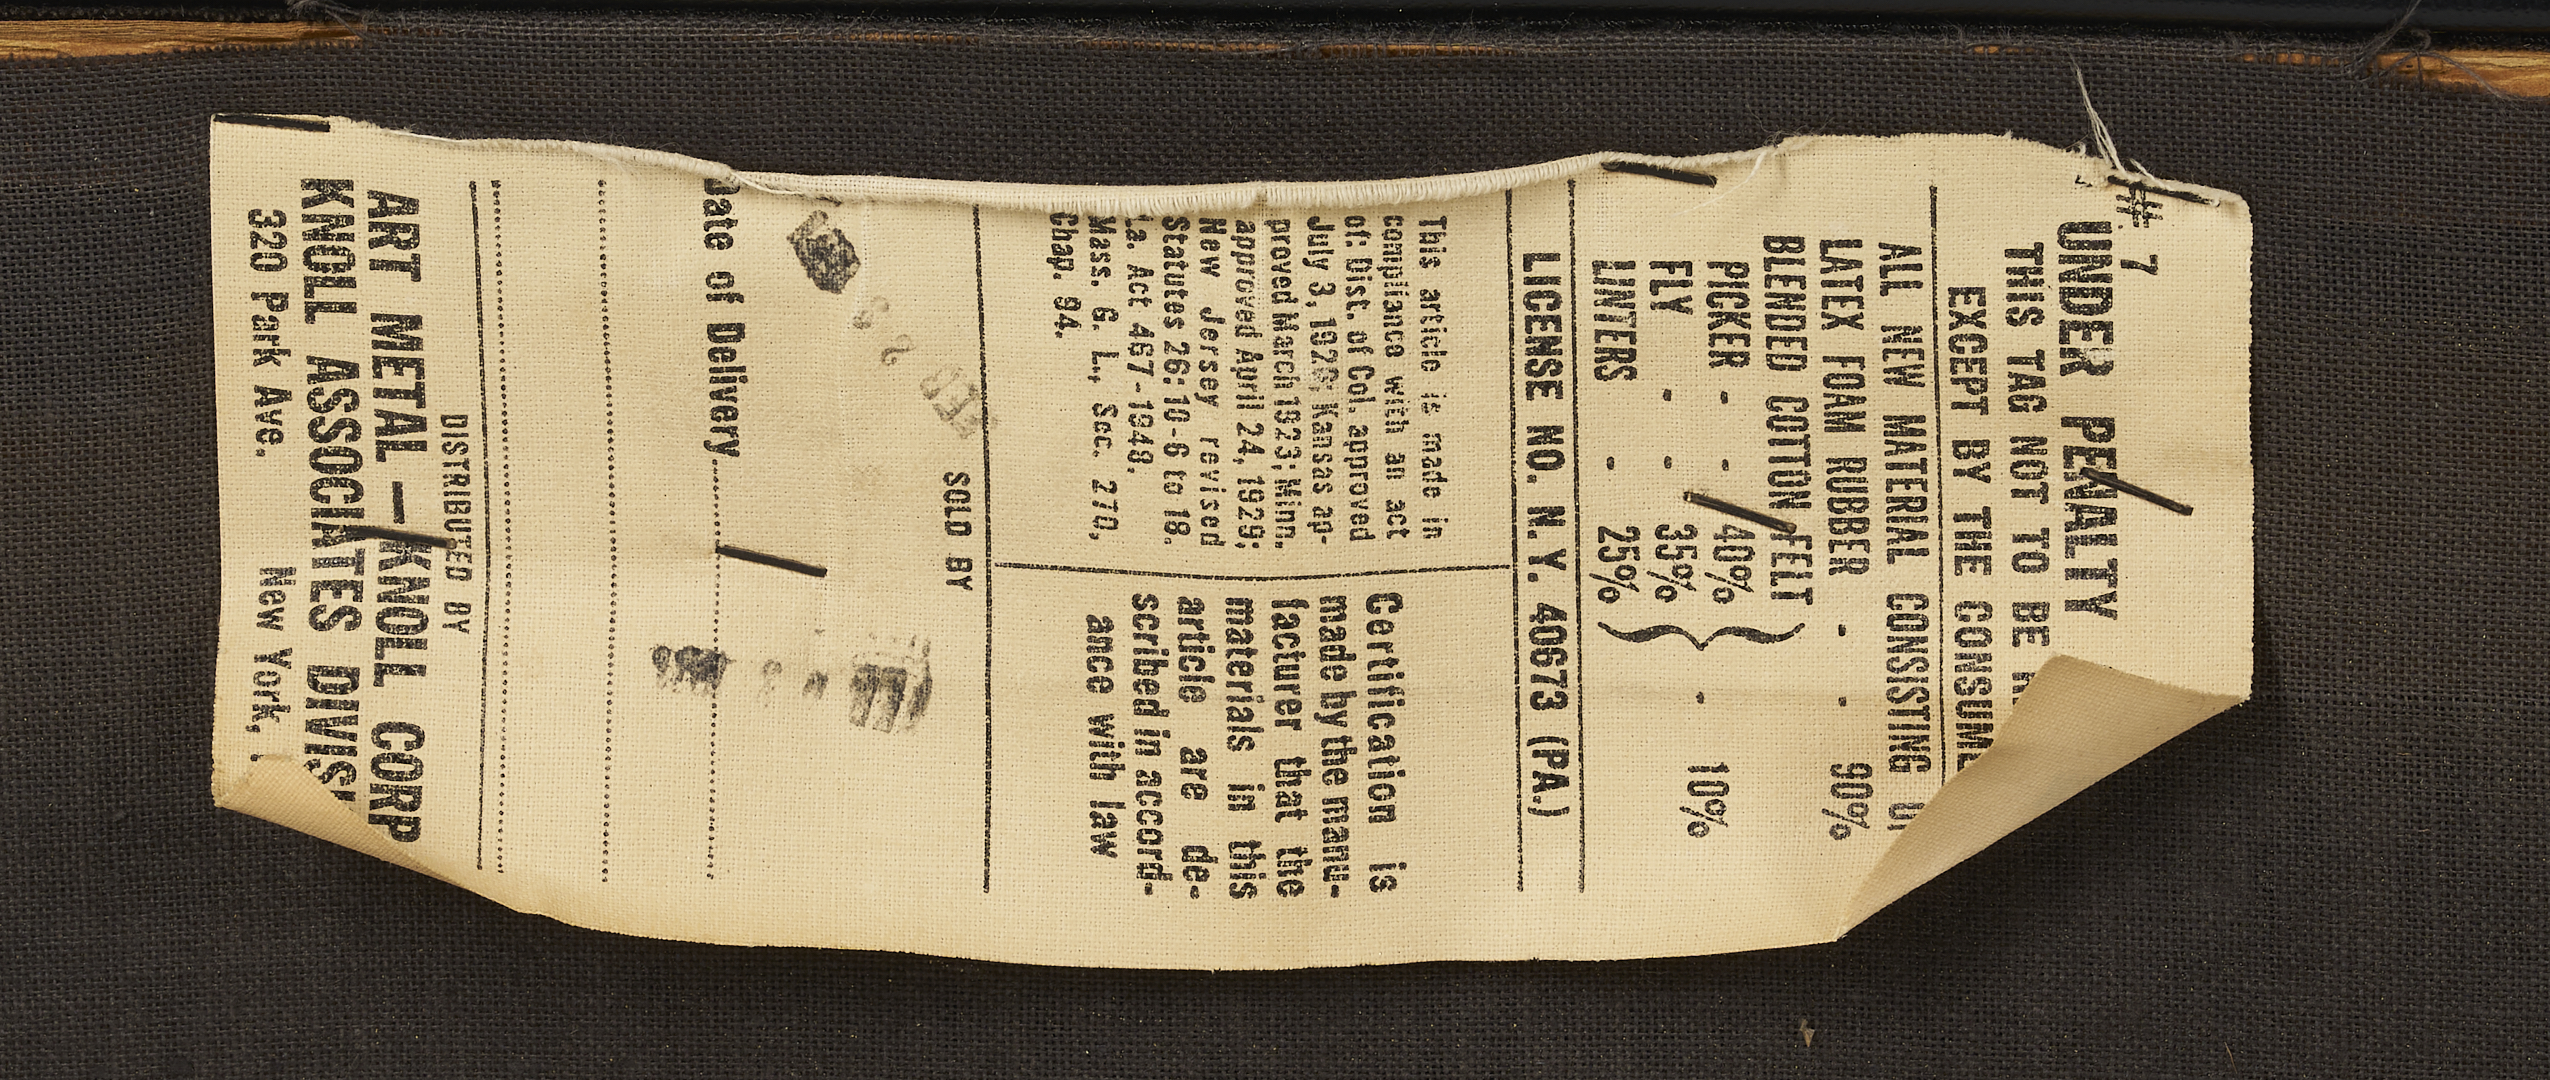 # 7
UNDER PENALTY
THIS TAG NOT TO BE
EXCEPT BY THE CONSUME
ALL NEW MATERIAL CONSISTING
LATEX FOAM RUBBER - - 90%
BLENDED COTTON FELT
PICKER - - 40%
FLY - - 35% } - 10%
LINTERS - 25%
LICENSE NO. N. Y. 40673 (PA.)
This article is made in
compliance with an act
of: Dist. of Col. approved
July 3, 1926; Kansas ap-
proved March 1923; Minn.
approved April 24, 1929;
New Jersey revised
Statutes 26:10-6 to 18.
La. Act 467-1948,
Mass. G. L., Sec. 270,
Chap. 94.
Certification is
made by the manu-
facturer that the
materials in this
article are de-
scribed in accord-
ance with law
SOLD BY
Date of Delivery
DISTRIBUTED BY
ART METAL — KNOLL CORP
KNOLL ASSOCIATES DIVIS
320 Park Ave. New York,